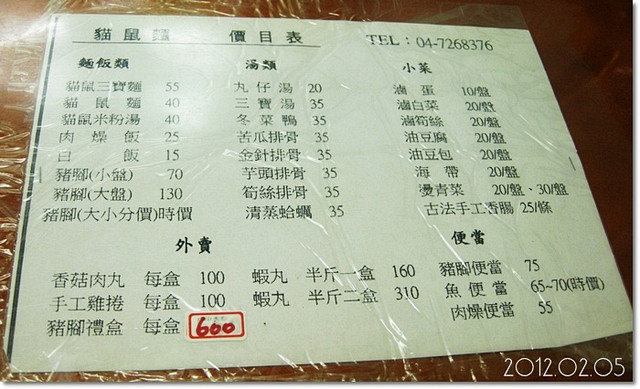 貓鼠麵 價目表 TEL：04-7268376
麵飯類 湯類 小菜
貓鼠三寶麵 55 丸仔湯 20 滷蛋 10/盤
貓鼠麵 40 三寶湯 35 滷白菜 20/盤
貓鼠米粉湯 40 冬菜鴨 35 滷筍絲 20/盤
肉燥飯 25 苦瓜排骨 35 油豆腐 20/盤
白飯 15 金針排骨 35 油豆包 20/盤
豬腳(小盤) 70 芋頭排骨 35 海帶 20/盤
豬腳(大盤) 130 筍絲排骨 35 燙青菜 20/盤、30/盤
豬腳(大小分價)時價 清蒸蛤蠣 35 古法手工香腸 25/條
外賣 便當
香菇肉丸 每盒 100 蝦丸 半斤一盒 160 豬腳便當 75
手工雞捲 每盒 100 蝦丸 半斤二盒 310 魚便當 65~70(時價)
豬腳禮盒 每盒 600 肉燥便當 55
2012.02.05